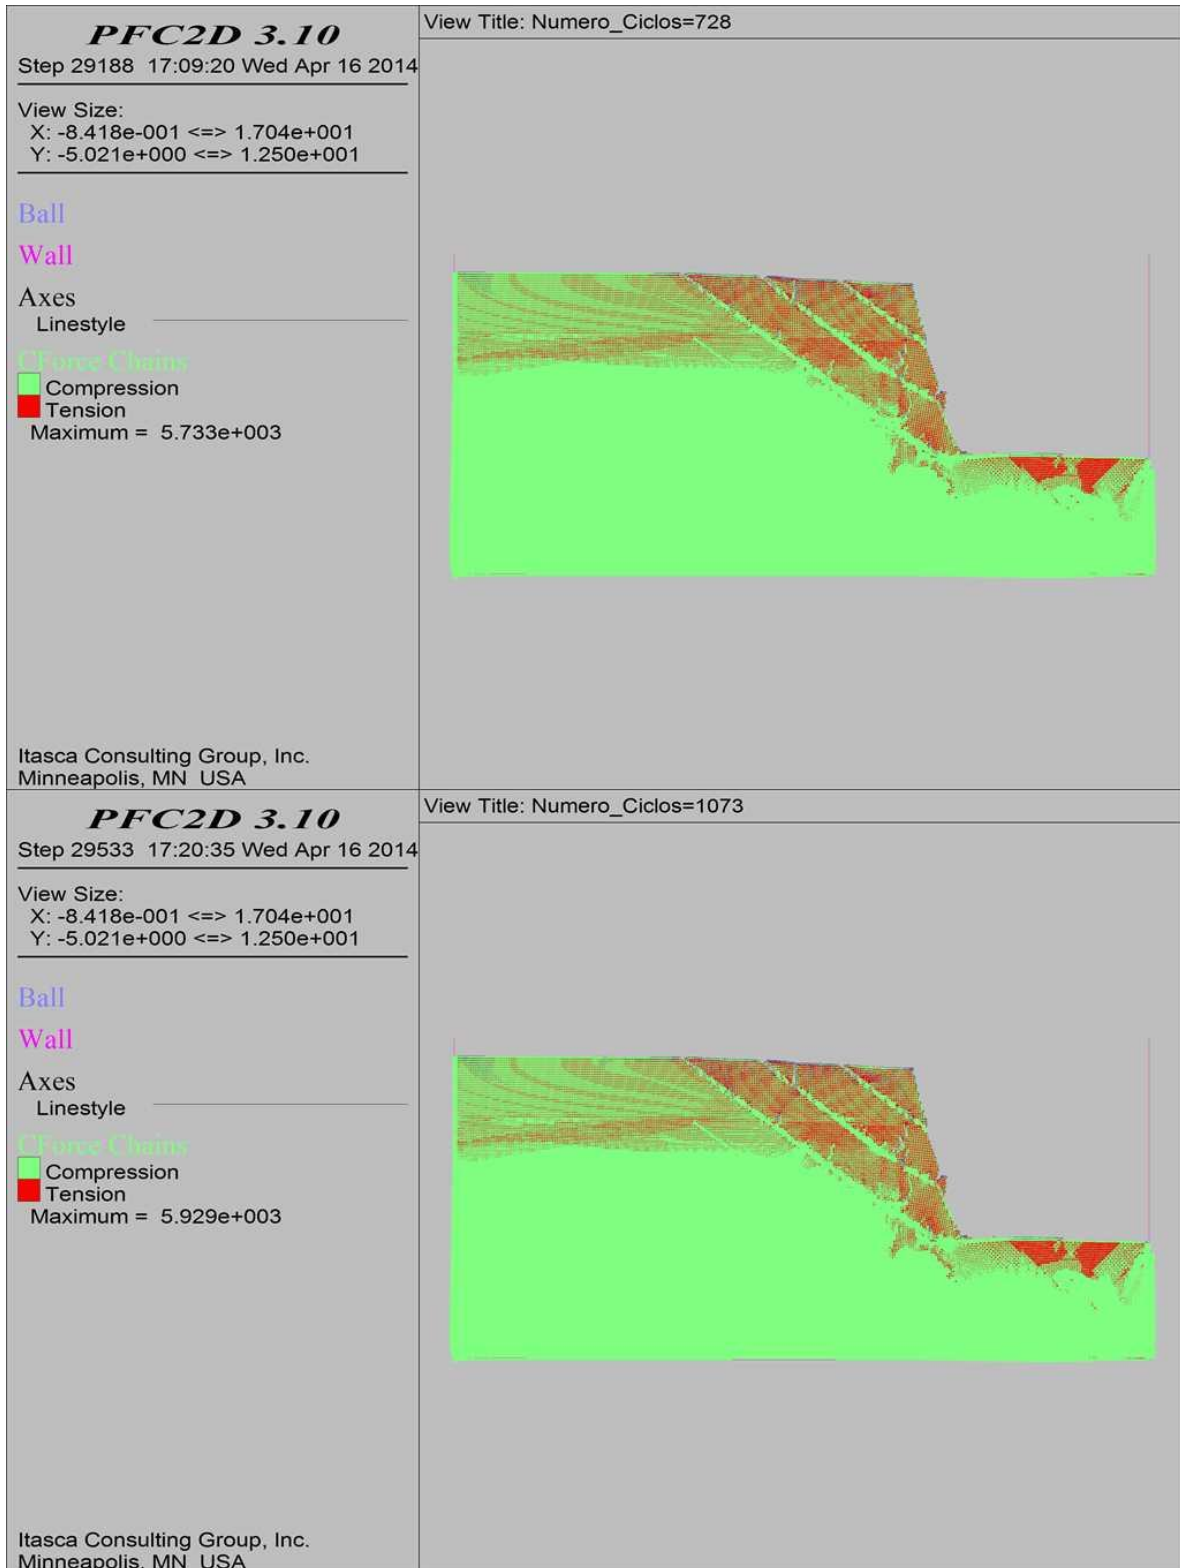 PFC2D 3.10
Step 29188 17:09:20 Wed Apr 16 2014
View Size:
X: -8.418e-001 <=> 1.704e+001
Y: -5.021e+000 <=> 1.250e+001
Ball
Wall
Axes
Linestyle
CForce Chains
Compression
Tension
Maximum = 5.733e+003
Itasca Consulting Group, Inc.
Minneapolis, MN USA
View Title: Numero_Ciclos=728
PFC2D 3.10
Step 29533 17:20:35 Wed Apr 16 2014
View Size:
X: -8.418e-001 <=> 1.704e+001
Y: -5.021e+000 <=> 1.250e+001
Ball
Wall
Axes
Linestyle
CForce Chains
Compression
Tension
Maximum = 5.929e+003
Itasca Consulting Group, Inc.
Minneapolis, MN USA
View Title: Numero_Ciclos=1073